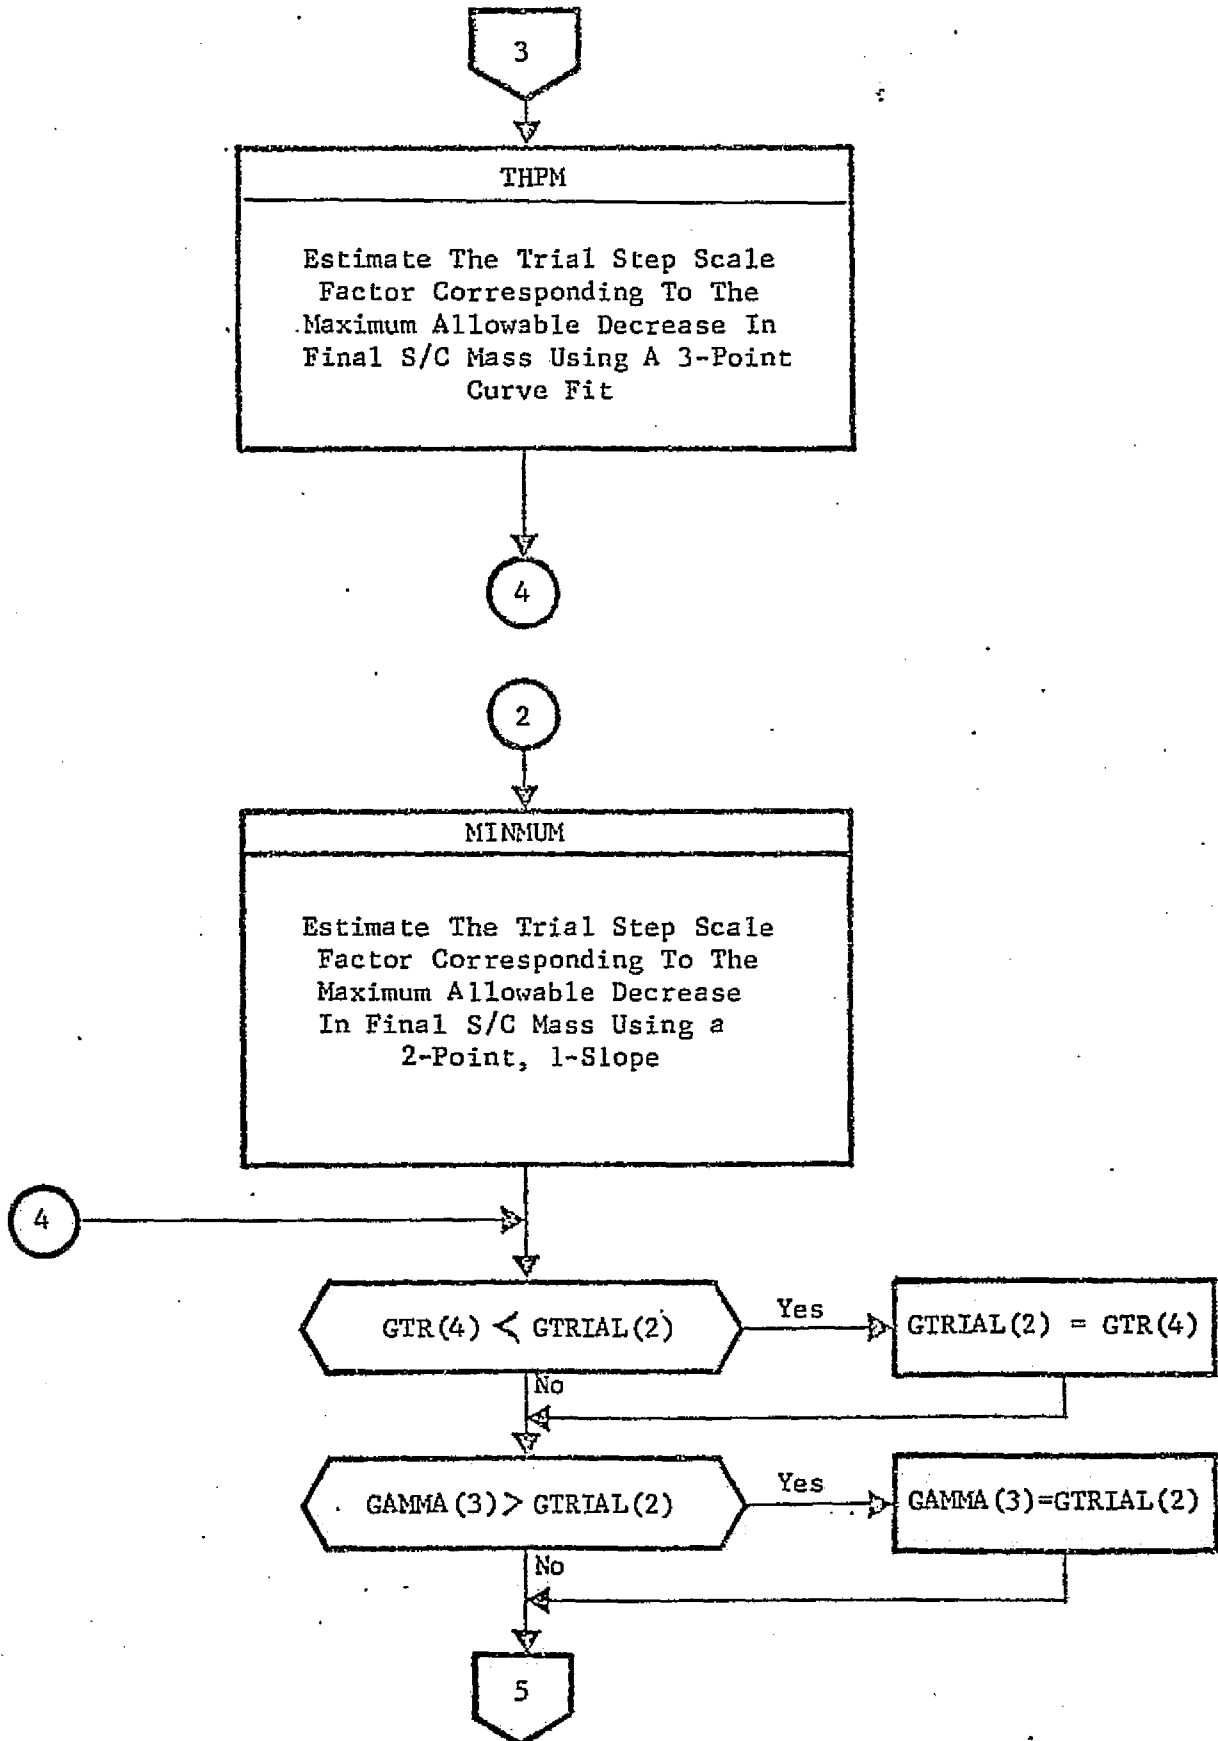 3
THPM
Estimate The Trial Step Scale
Factor Corresponding To The
Maximum Allowable Decrease In
Final S/C Mass Using A 3-Point
Curve Fit
4
2
MINMUM
Estimate The Trial Step Scale
Factor Corresponding To The
Maximum Allowable Decrease
In Final S/C Mass Using a
2-Point, 1-Slope
4
GTR(4) < GTRIAL(2)
Yes
GTRIAL(2) = GTR(4)
No
GAMMA(3) > GTRIAL(2)
Yes
GAMMA(3)=GTRIAL(2)
No
5